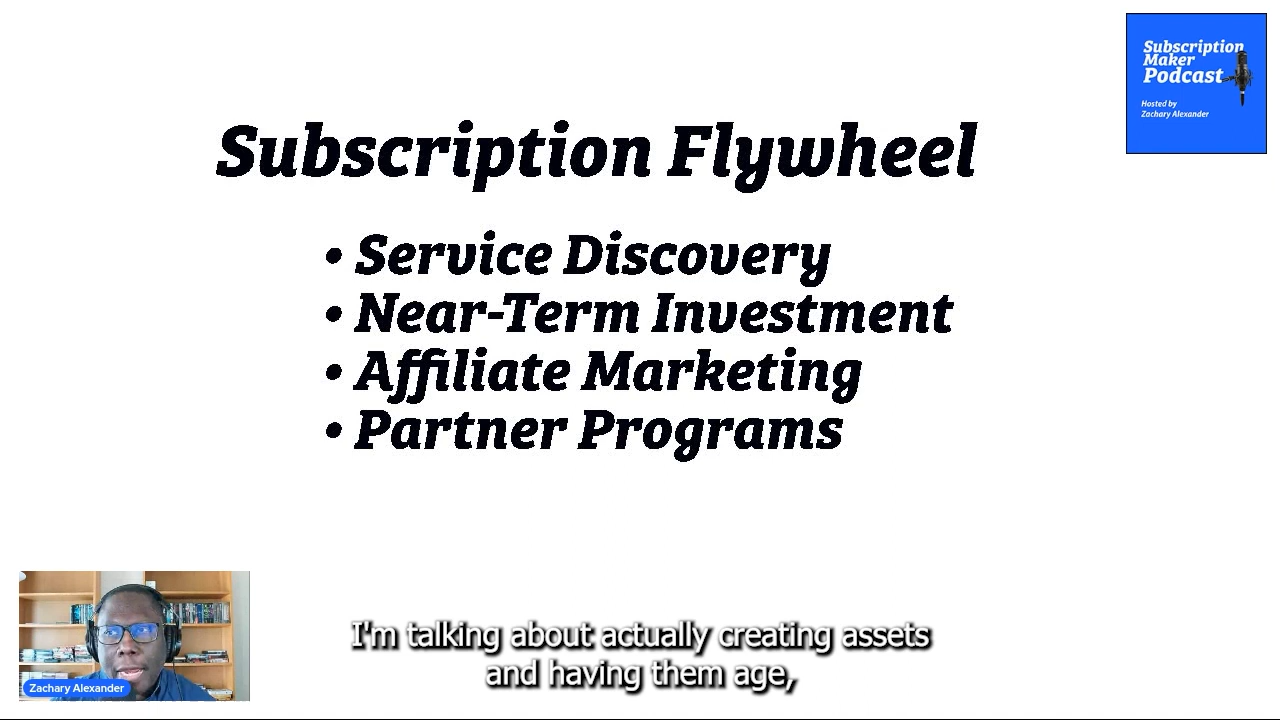 Subscription
Maker
Podcast
Hosted by
Zachary Alexander
Subscription Flywheel
• Service Discovery
• Near-Term Investment
• Affiliate Marketing
• Partner Programs
Zachary Alexander
I'm talking about actually creating assets
and having them age,